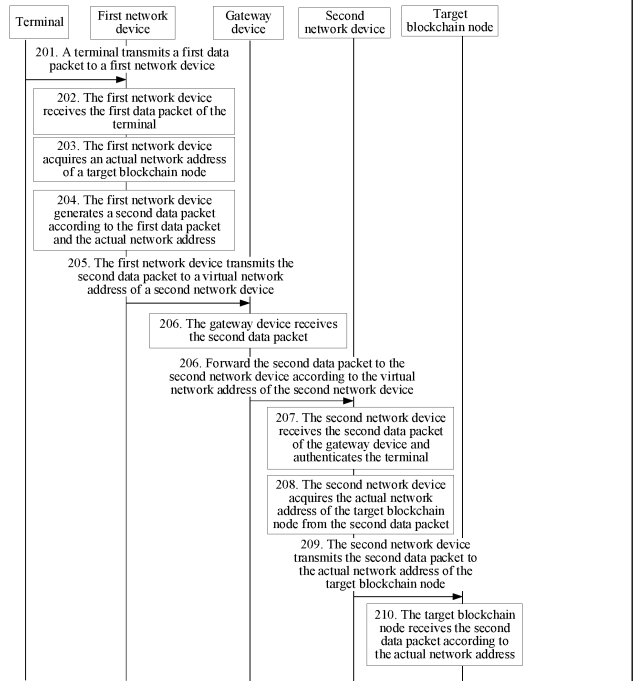 Terminal
First network
device
Gateway
device
Second
network device
Target
blockchain node
201. A terminal transmits a first data
packet to a first network device
202. The first network device
receives the first data packet of the
terminal
203. The first network device
acquires an actual network address
of a target blockchain node
204. The first network device
generates a second data packet
according to the first data packet
and the actual network address
205. The first network device transmits the
second data packet to a virtual network
address of a second network device
206. The gateway device receives
the second data packet
206. Forward the second data packet to the
second network device according to the virtual
network address of the second network device
207. The second network device
receives the second data packet
of the gateway device and
authenticates the terminal
208. The second network device
acquires the actual network
address of the target blockchain
node from the second data packet
209. The second network device
transmits the second data packet to
the actual network address of the
target blockchain node
210. The target blockchain
node receives the second
data packet according to
the actual network address